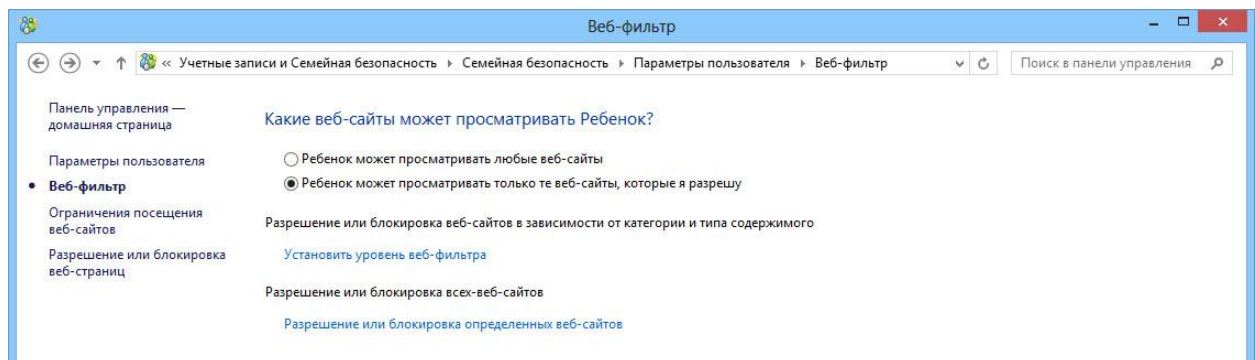 Веб-фильтр
« Учетные записи и Семейная безопасность ▸ Семейная безопасность ▸ Параметры пользователя ▸ Веб-фильтр
Поиск в панели управления
Панель управления —
домашняя страница
Параметры пользователя
• Веб-фильтр
Ограничения посещения
веб-сайтов
Разрешение или блокировка
веб-страниц
Какие веб-сайты может просматривать Ребенок?
Ребенок может просматривать любые веб-сайты
Ребенок может просматривать только те веб-сайты, которые я разрешу
Разрешение или блокировка веб-сайтов в зависимости от категории и типа содержимого
Установить уровень веб-фильтра
Разрешение или блокировка всех-веб-сайтов
Разрешение или блокировка определенных веб-сайтов